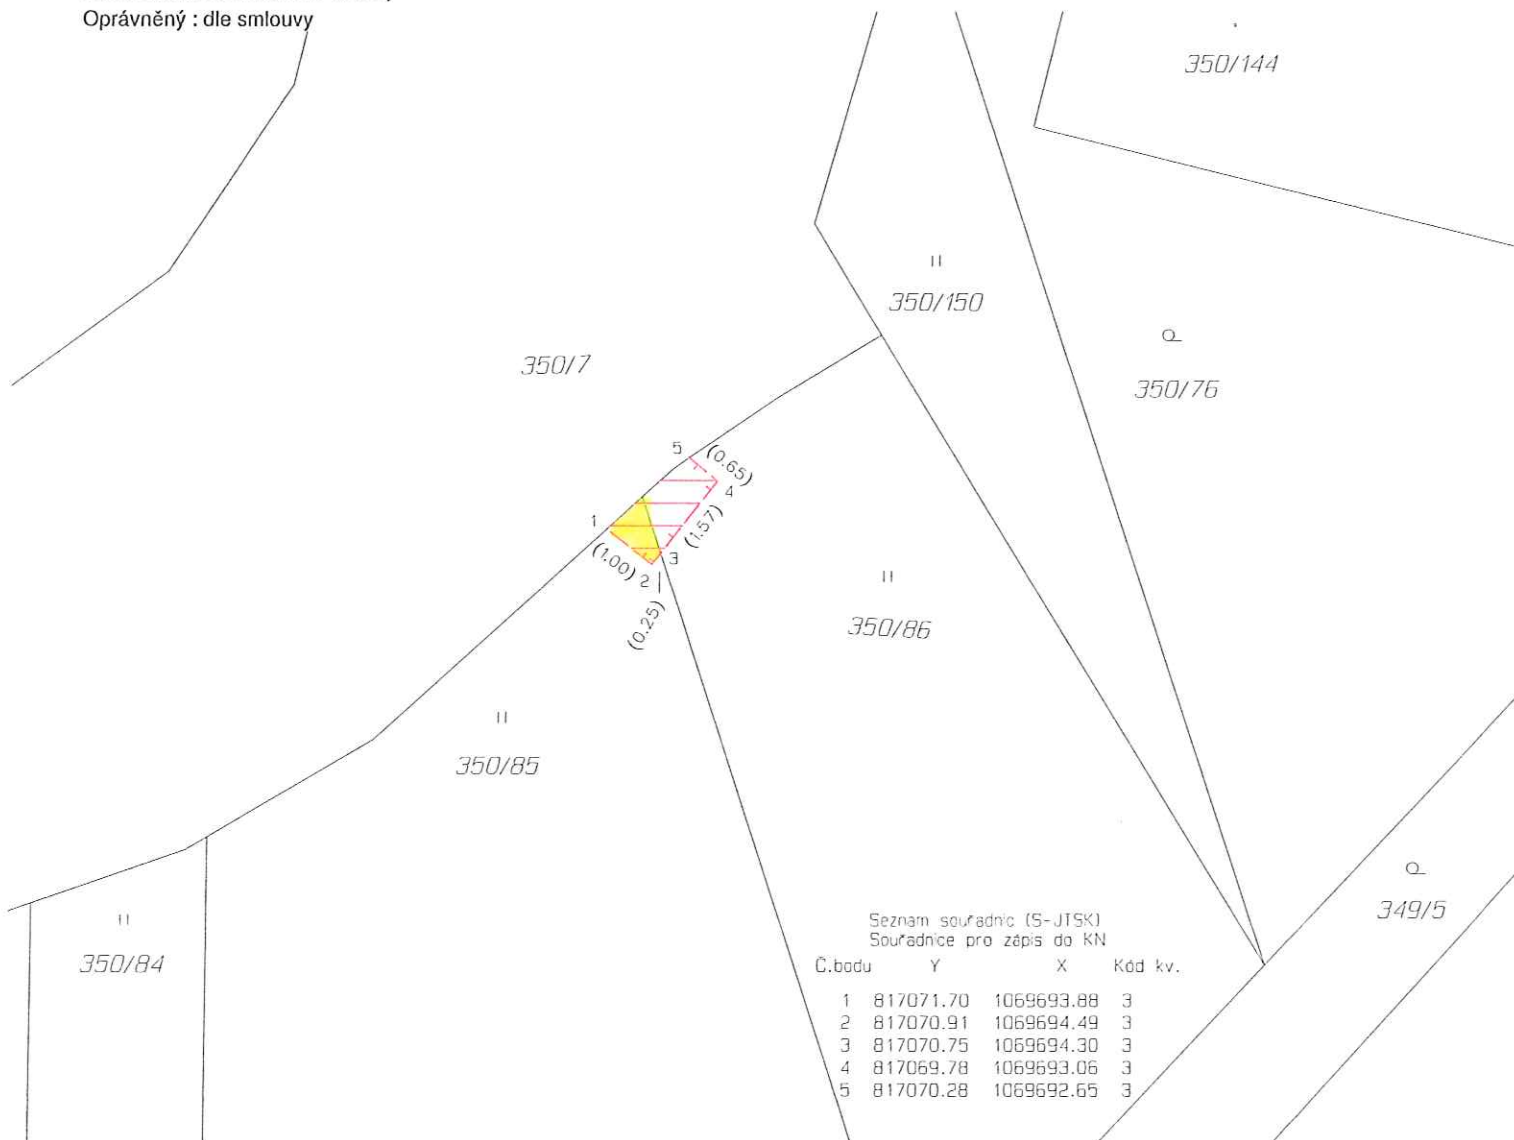 Oprávněný : dle smlouvy
350/144
350/150
350/7
350/76
5
(0.65)
4
1
(1.57)
3
(1.00)
2
(0.25)
350/86
350/85
349/5
350/84
Seznam souřadnic (S-JTSK)
Souřadnice pro zápis do KN
Č.bodu Y X Kód kv.
1 817071.70 1069693.88 3
2 817070.91 1069694.49 3
3 817070.75 1069694.30 3
4 817069.78 1069693.06 3
5 817070.28 1069692.65 3